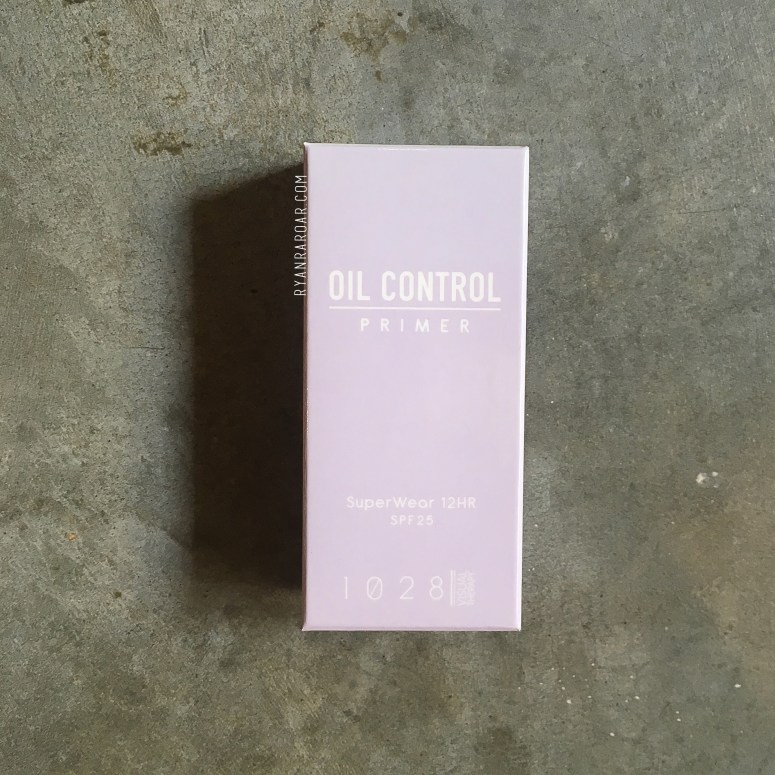 RYANRAROAR.COM
OIL CONTROL
PRIMER
SuperWear 12HR
SPF25
1028